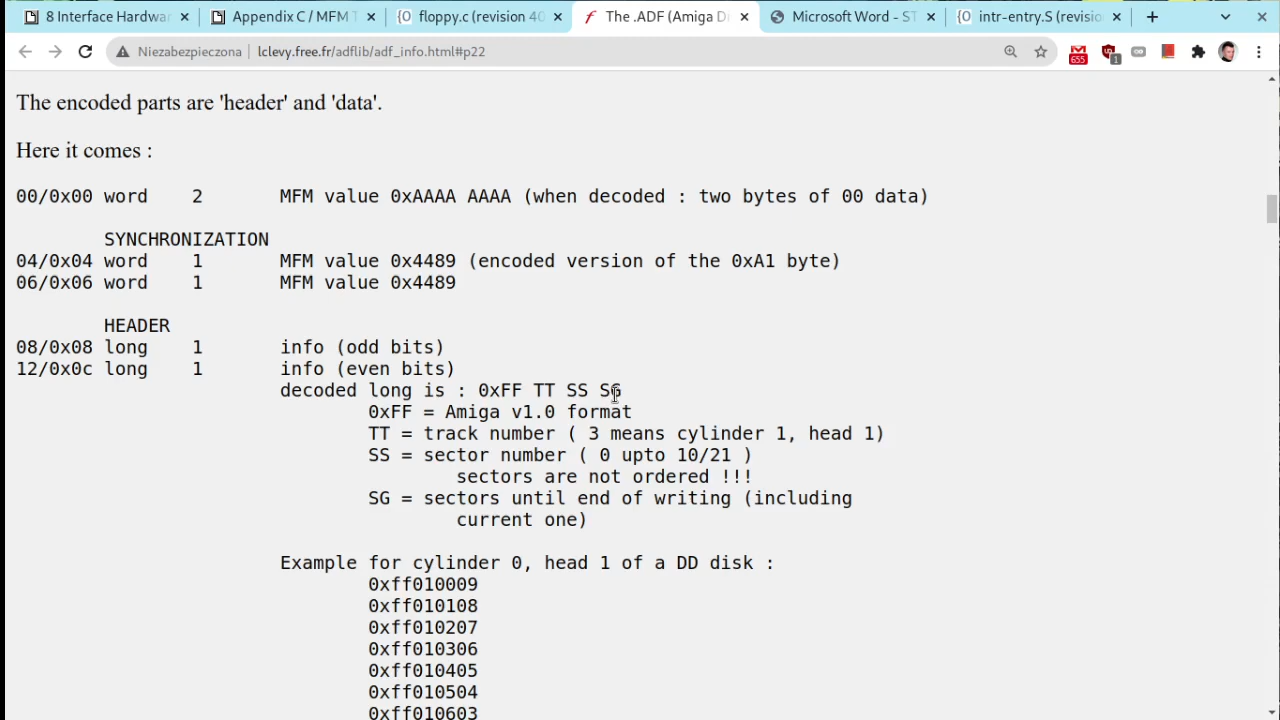 8 Interface Hardwar
Appendix C / MFM T
floppy.c (revision 40
The .ADF (Amiga Di
Microsoft Word - ST
intr-entry.S (revisio
Niezabezpieczona
lclevy.free.fr/adflib/adf_info.html#p22
655
1
The encoded parts are 'header' and 'data'.
Here it comes :
00/0x00 word 2 MFM value 0xAAAA AAAA (when decoded : two bytes of 00 data)
SYNCHRONIZATION
04/0x04 word 1 MFM value 0x4489 (encoded version of the 0xA1 byte)
06/0x06 word 1 MFM value 0x4489
HEADER
08/0x08 long 1 info (odd bits)
12/0x0c long 1 info (even bits)
decoded long is : 0xFF TT SS SG
0xFF = Amiga v1.0 format
TT = track number ( 3 means cylinder 1, head 1)
SS = sector number ( 0 upto 10/21 )
sectors are not ordered !!!
SG = sectors until end of writing (including
current one)
Example for cylinder 0, head 1 of a DD disk :
0xff010009
0xff010108
0xff010207
0xff010306
0xff010405
0xff010504
0xff010603